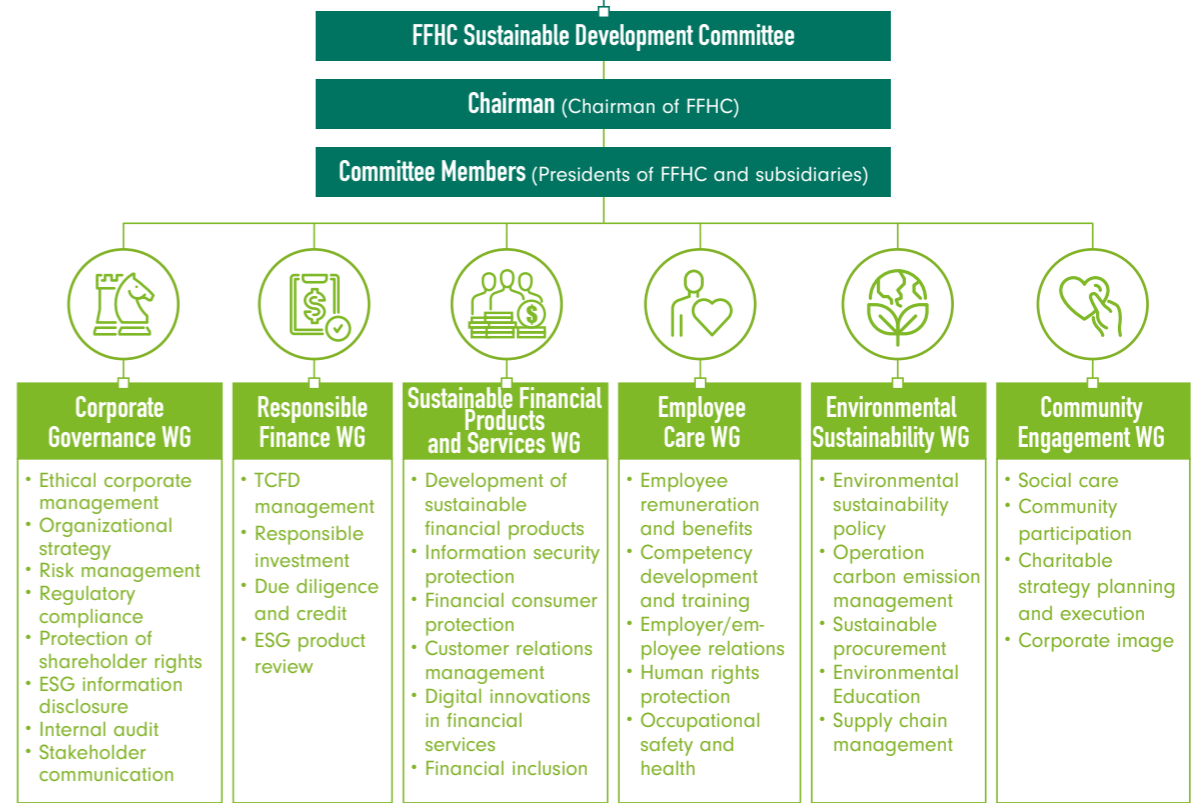 FFHC Sustainable Development Committee
Chairman (Chairman of FFHC)
Committee Members (Presidents of FFHC and subsidiaries)
Corporate
Governance WG
• Ethical corporate
management
• Organizational
strategy
• Risk management
• Regulatory
compliance
• Protection of
shareholder rights
• ESG information
disclosure
• Internal audit
• Stakeholder
communication
Responsible
Finance WG
• TCFD
management
• Responsible
investment
• Due diligence
and credit
• ESG product
review
Sustainable Financial
Products
and Services WG
• Development of
sustainable
financial products
• Information security
protection
• Financial consumer
protection
• Customer relations
management
• Digital innovations
in financial
services
• Financial inclusion
Employee
Care WG
• Employee
remuneration
and benefits
• Competency
development
and training
• Employer/em-
ployee relations
• Human rights
protection
• Occupational
safety and
health
Environmental
Sustainability WG
• Environmental
sustainability
policy
• Operation
carbon emission
management
• Sustainable
procurement
• Environmental
Education
• Supply chain
management
Community
Engagement WG
• Social care
• Community
participation
• Charitable
strategy planning
and execution
• Corporate image